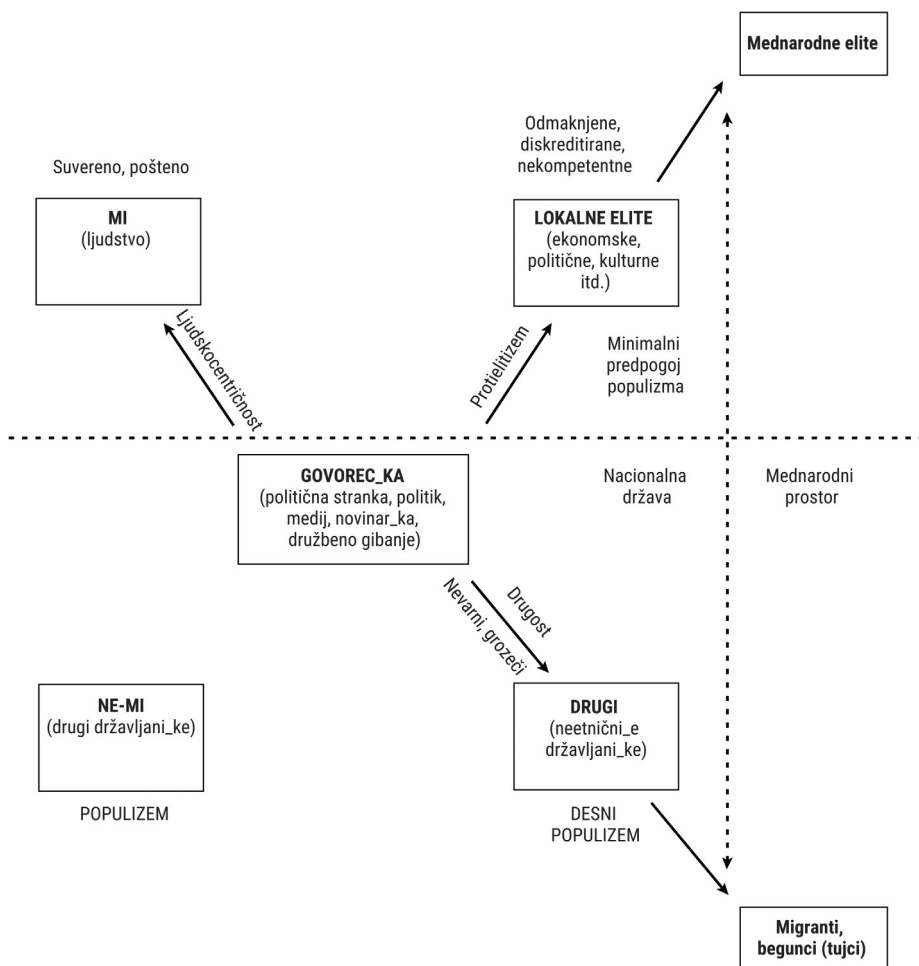 Mednarodne elite
Odmaknjene,
diskreditirane,
nekompetentne
Suvereno, pošteno
MI
(ljudstvo)
LOKALNE ELITE
(ekonomske,
politične, kulturne
itd.)
Ljudskocentričnost
Protielitizem
Minimalni
predpogoj
populizma
GOVOREC_KA
(politična stranka, politik,
medij, novinar_ka,
družbeno gibanje)
Nacionalna
država
Mednarodni
prostor
Drugost
Nevarni, grozeči
NE-MI
(drugi državljani_ke)
DRUGI
(neetnični_e
državljani_ke)
POPULIZEM
DESNI
POPULIZEM
Migranti,
begunci (tujci)